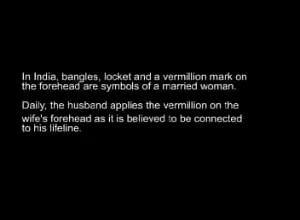 In India, bangles, locket and a vermillion mark on
the forehead are symbols of a married woman.
Daily, the husband applies the vermillion on the
wife's forehead as it is believed to be connected
to his lifeline.